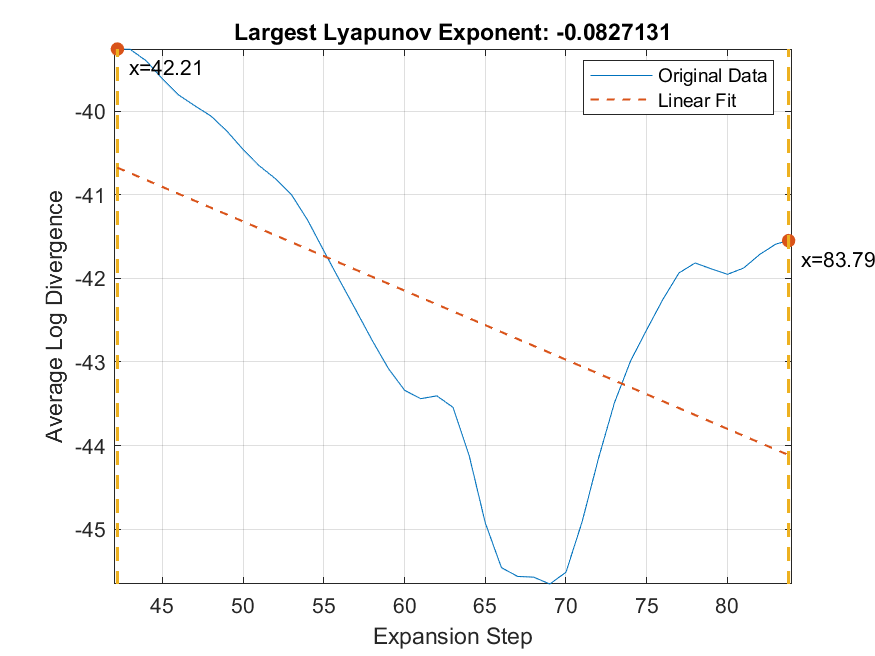 Largest Lyapunov Exponent: -0.0827131
x=42.21
Original Data
Linear Fit
-40
-41
-42
-43
-44
-45
x=83.79
Average Log Divergence
45 50 55 60 65 70 75 80
Expansion Step